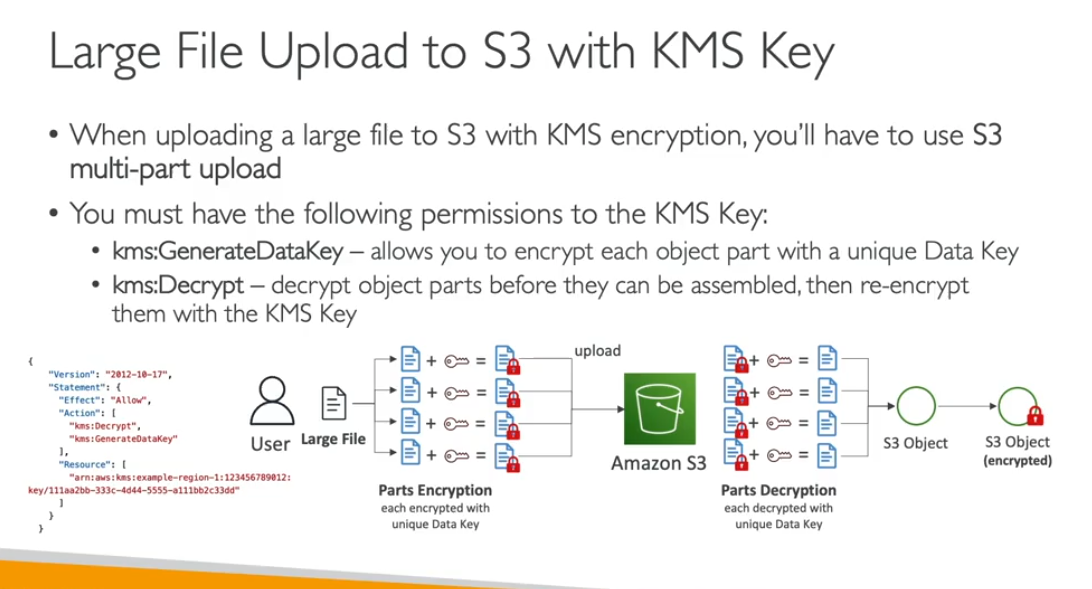 Large File Upload to S3 with KMS Key
• When uploading a large file to S3 with KMS encryption, you'll have to use S3
multi-part upload
• You must have the following permissions to the KMS Key:
• kms:GenerateDataKey – allows you to encrypt each object part with a unique Data Key
• kms:Decrypt – decrypt object parts before they can be assembled, then re-encrypt
them with the KMS Key
{
"Version": "2012-10-17",
"Statement": {
"Effect": "Allow",
"Action": [
"kms:Decrypt",
"kms:GenerateDataKey"
],
"Resource": [
"arn:aws:kms:example-region-1:123456789012:
key/111aa2bb-333c-4d44-5555-a111bb2c33dd"
]
}
}
User
Large File
+ =
+ =
+ =
+ =
Parts Encryption
each encrypted with
unique Data Key
upload
Amazon S3
+ =
+ =
+ =
+ =
Parts Decryption
each decrypted with
unique Data Key
S3 Object
S3 Object
(encrypted)